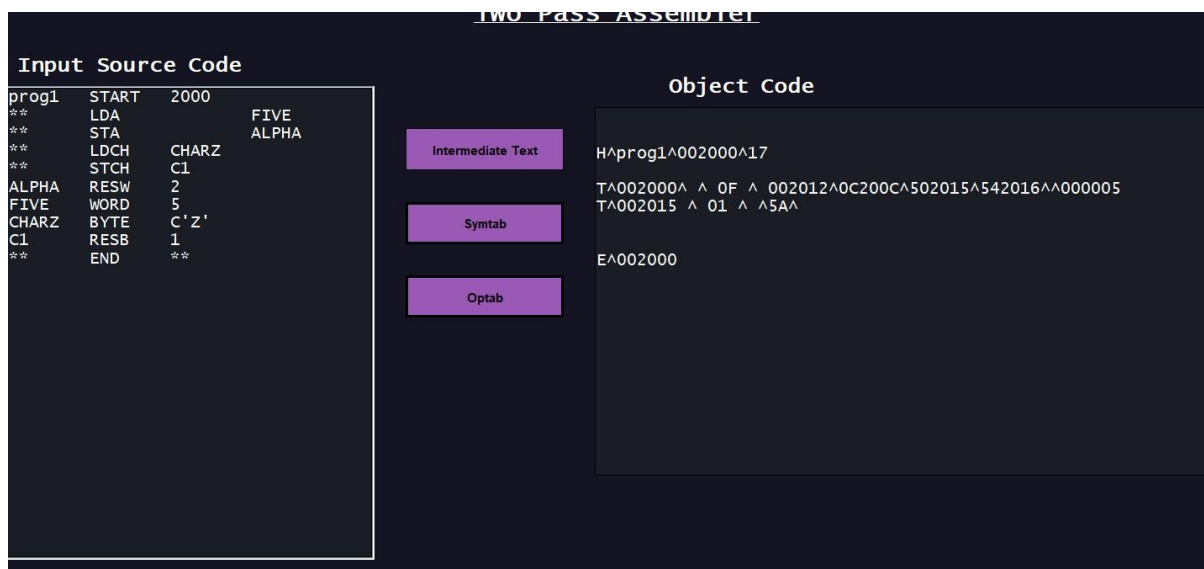 Two Pass Assembler
Input Source Code
prog1 START 2000
** LDA FIVE
** STA ALPHA
** LDCH CHARZ
** STCH C1
ALPHA RESW 2
FIVE WORD 5
CHARZ BYTE C'Z'
C1 RESB 1
** END **
Intermediate Text
Symtab
Optab
Object Code
H^prog1^002000^17
T^002000^ ^ 0F ^ 002012^0C200C^502015^542016^^000005
T^002015 ^ 01 ^ ^5A^
E^002000